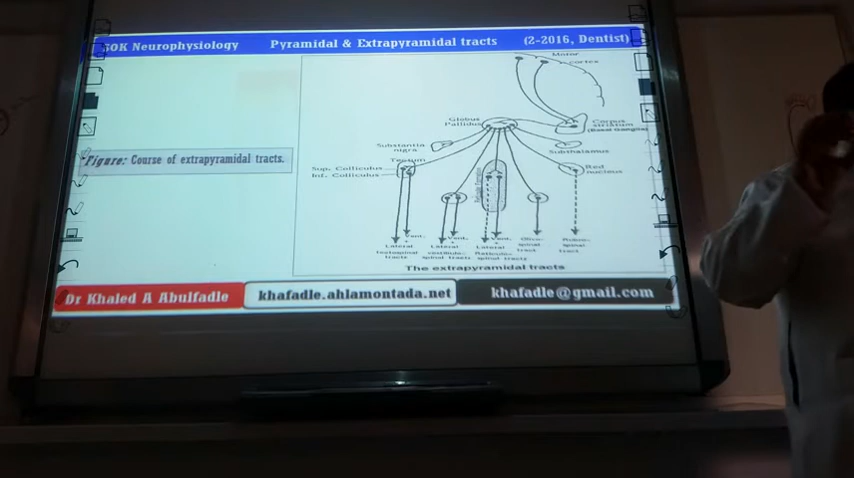 GOK Neurophysiology Pyramidal & Extrapyramidal tracts (2-2016, Dentist)
Motor
cortex
Globus
Pallidus
Corpus
striatum
(Basal Ganglia)
Substantia
nigra
Subthalamus
Tectum
Sup. Colliculus
Inf. Colliculus
Red
nucleus
Figure: Course of extrapyramidal tracts.
Vent.
+
Lateral
tectospinal
tracts
Vent.
+
Lateral
vestibulo-
spinal tracts
Vent.
+
Lateral
Reticulo-
spinal tracts
Olivo-
spinal
tract
Rubro-
spinal
tract
The extrapyramidal tracts
Dr Khaled A Abulfadle khafadle.ahlamontada.net khafadle@gmail.com